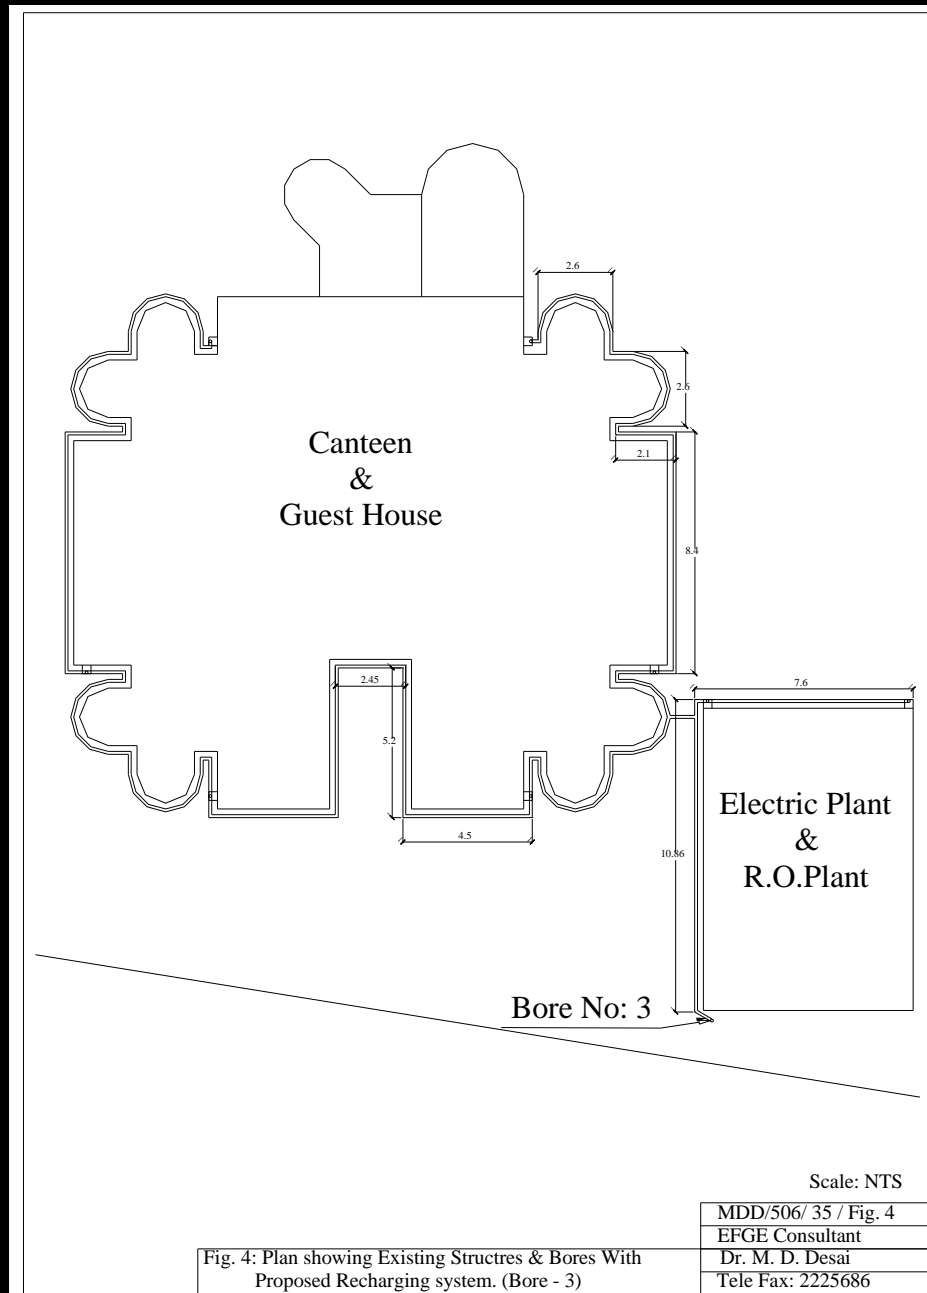 2.6
2.6
Canteen
&
Guest House
2.1
8.4
2.45
7.6
5.2
Electric Plant
&
R.O.Plant
4.5
10.86
Bore No: 3
Scale: NTS
MDD/506/ 35 / Fig. 4
EFGE Consultant
Fig. 4: Plan showing Existing Structres & Bores With
Proposed Recharging system. (Bore - 3)
Dr. M. D. Desai
Tele Fax: 2225686